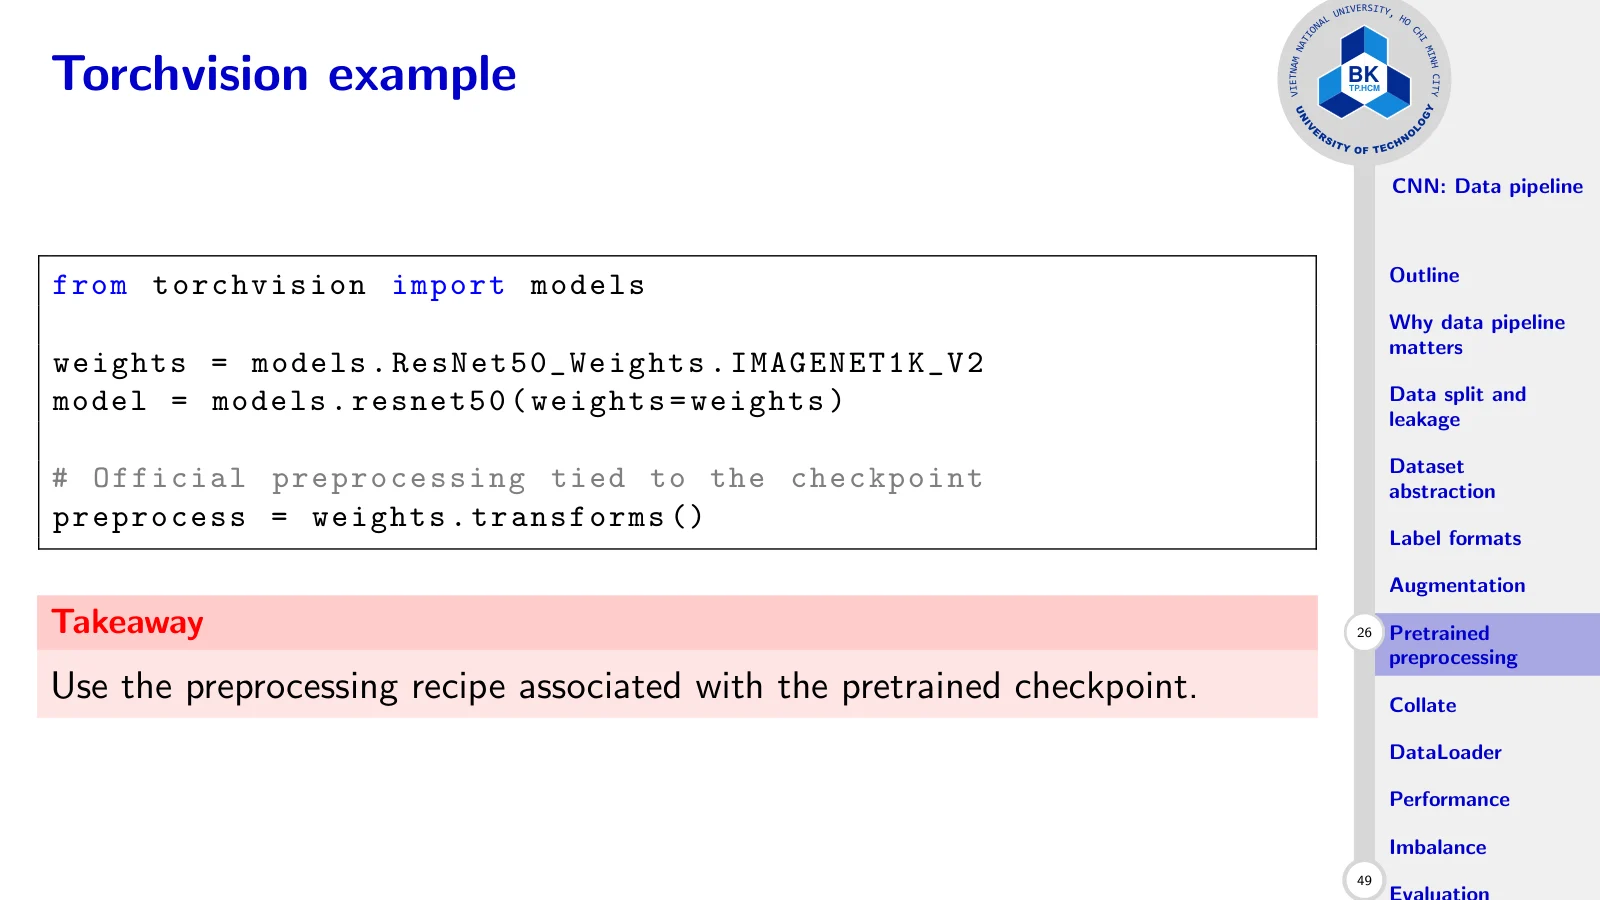 Torchvision example
from torchvision import models
weights = models.ResNet50_Weights.IMAGENET1K_V2
model = models.resnet50(weights=weights)
# Official preprocessing tied to the checkpoint
preprocess = weights.transforms()
Takeaway
Use the preprocessing recipe associated with the pretrained checkpoint.
VIETNAM NATIONAL UNIVERSITY, HO CHI MINH CITY
BK
TP.HCM
UNIVERSITY OF TECHNOLOGY
CNN: Data pipeline
Outline
Why data pipeline
matters
Data split and
leakage
Dataset
abstraction
Label formats
Augmentation
26
Pretrained
preprocessing
Collate
DataLoader
Performance
Imbalance
49
Evaluation